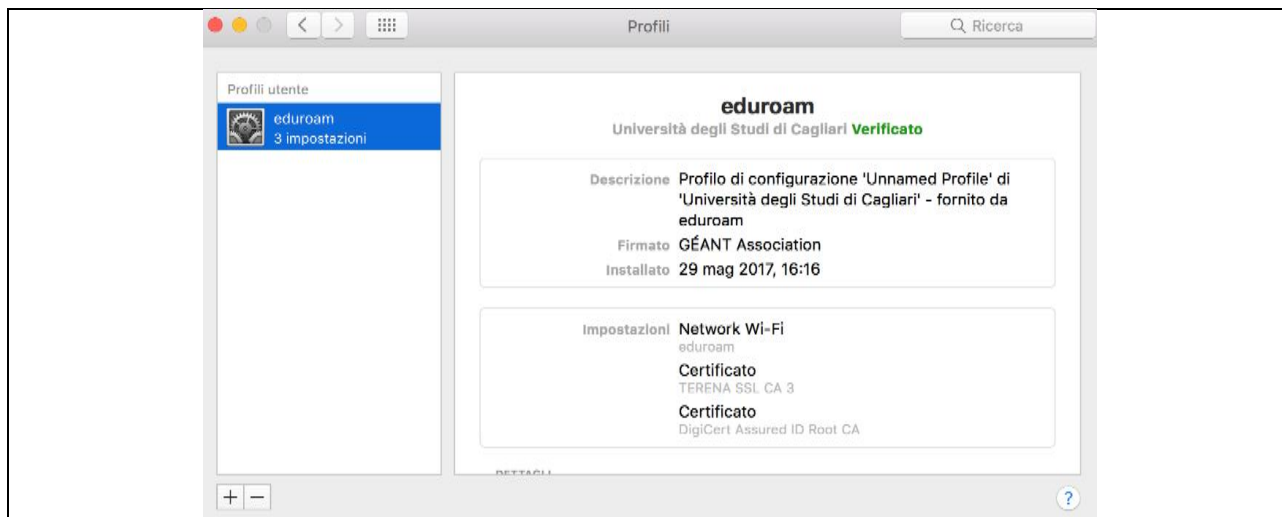 Profili
Ricerca
Profili utente
eduroam
3 impostazioni
eduroam
Università degli Studi di Cagliari Verificato
Descrizione Profilo di configurazione 'Unnamed Profile' di
'Università degli Studi di Cagliari' - fornito da
eduroam
Firmato GÉANT Association
Installato 29 mag 2017, 16:16
Impostazioni Network Wi-Fi
eduroam
Certificato
TERENA SSL CA 3
Certificato
DigiCert Assured ID Root CA
DETTAGLI
+ −
?